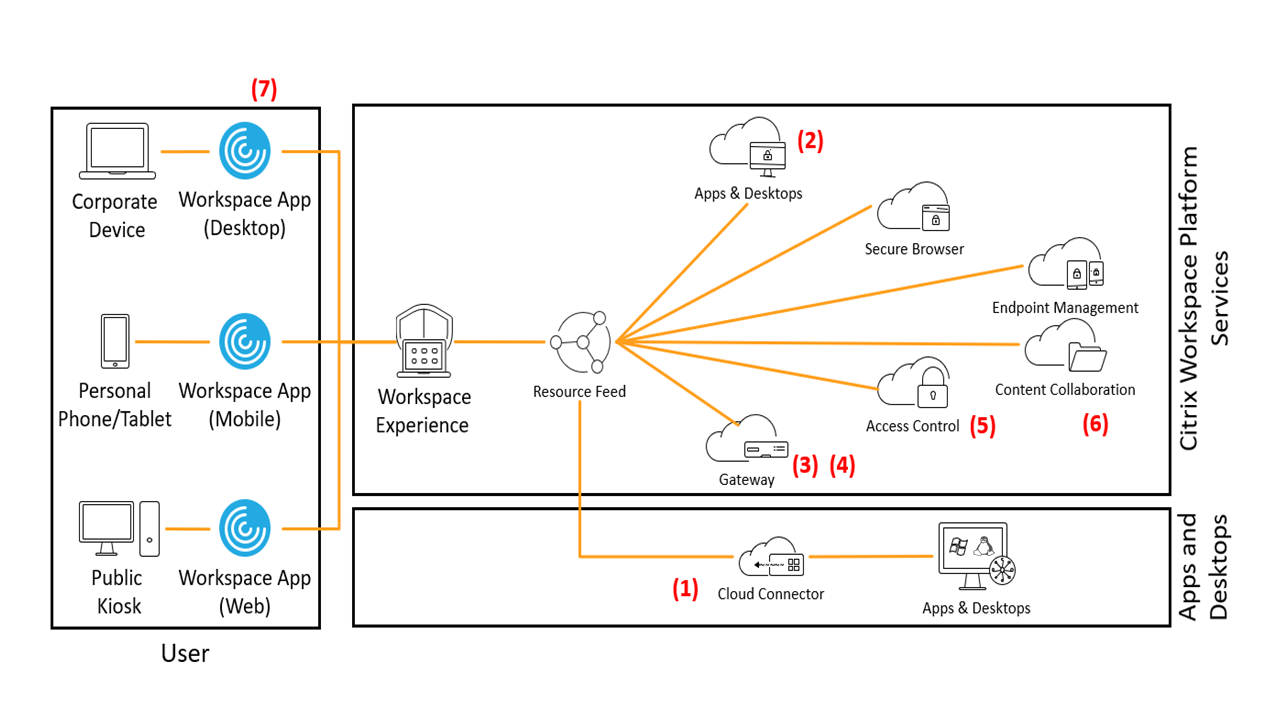 (7)
Corporate
Device
Workspace App
(Desktop)
Personal
Phone/Tablet
Workspace App
(Mobile)
Public
Kiosk
Workspace App
(Web)
User
Workspace
Experience
Resource Feed
(2)
Apps & Desktops
Secure Browser
Endpoint Management
Content Collaboration
(6)
Access Control
(5)
Gateway
(3) (4)
Citrix Workspace Platform
Services
(1)
Cloud Connector
Apps & Desktops
Apps and
Desktops